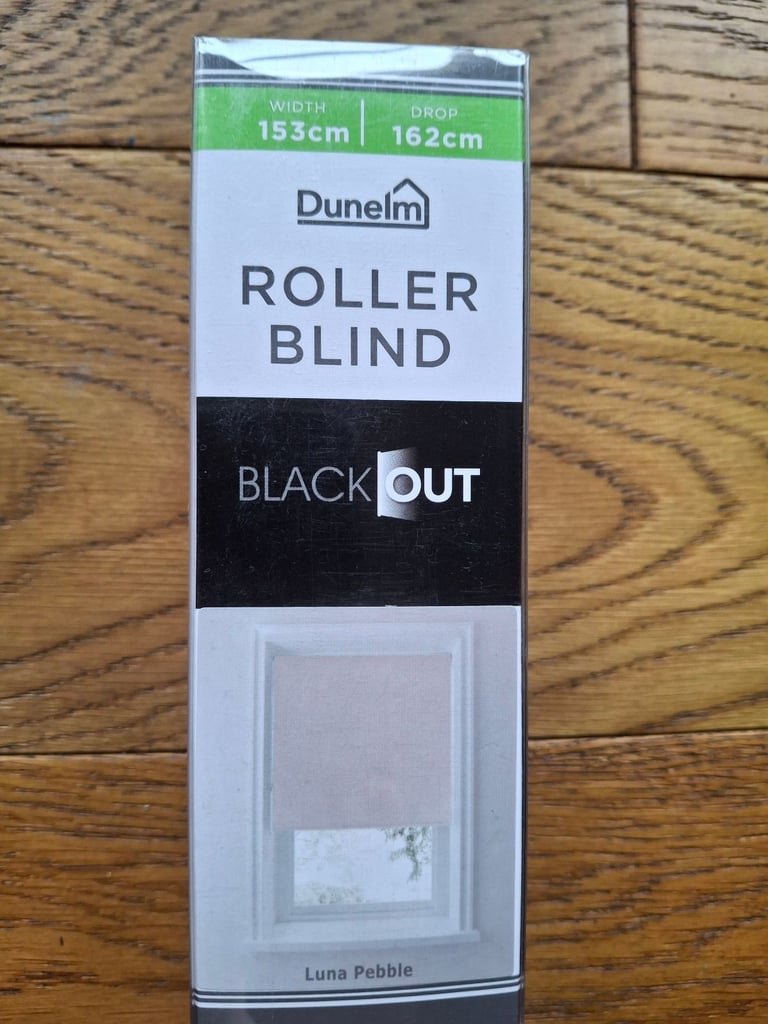 WIDTH
153cm
DROP
162cm
Dunelm
ROLLER
BLIND
BLACKOUT
Luna Pebble